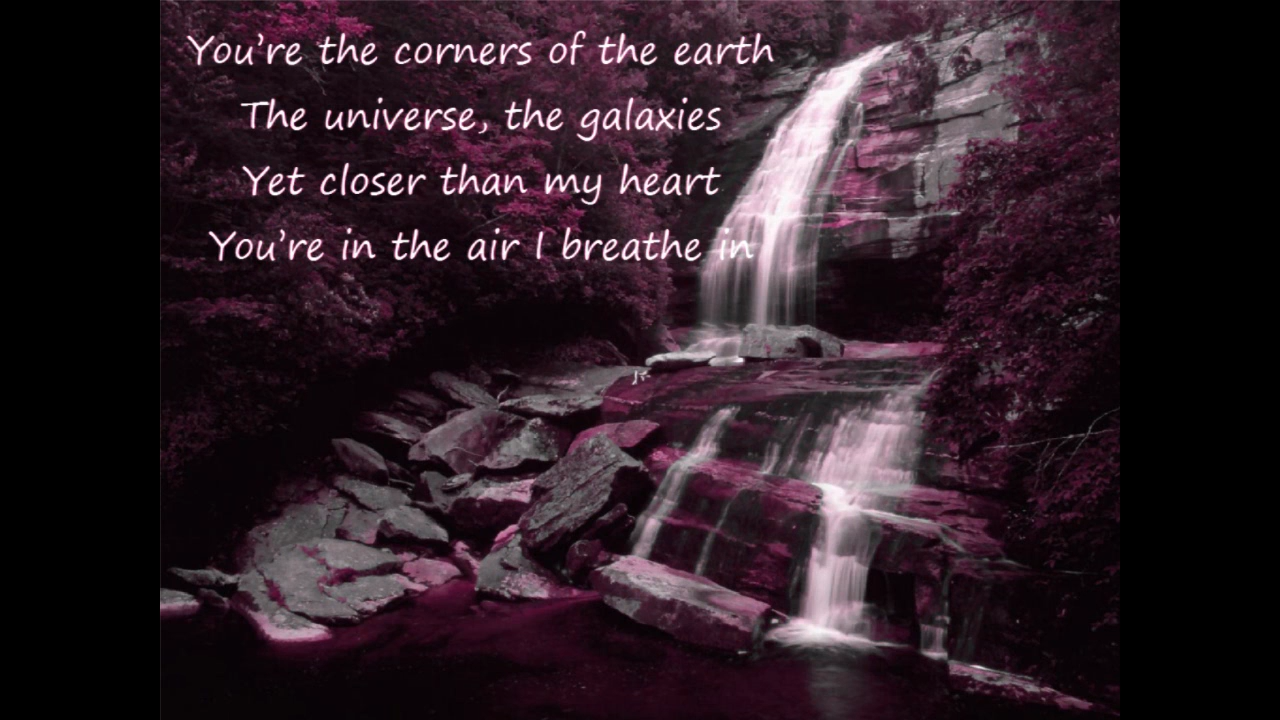 You're the corners of the earth
The universe, the galaxies
Yet closer than my heart
You're in the air I breathe in